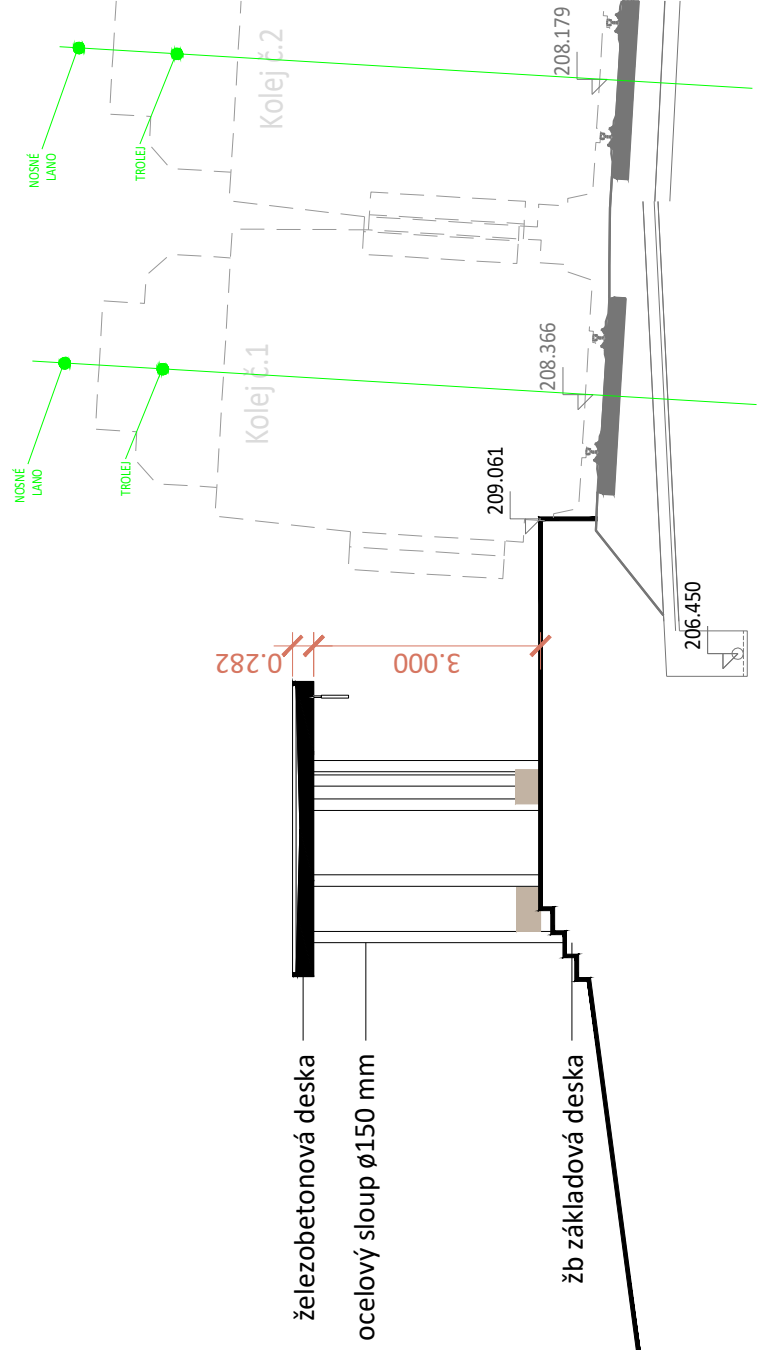 železobetonová deska
ocelový sloup ø150 mm
žb základová deska
0.282
3.000
209.061
206.450
NOSNÉ
LANO
TROLEJ
Kolej č.1
208.366
NOSNÉ
LANO
TROLEJ
Kolej č.2
208.179